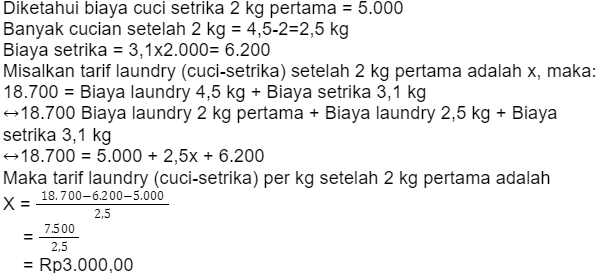 Diketahui biaya cuci setrika 2 kg pertama = 5.000
Banyak cucian setelah 2 kg = 4,5-2=2,5 kg
Biaya setrika = 3,1x2.000= 6.200
Misalkan tarif laundry (cuci-setrika) setelah 2 kg pertama adalah x, maka:
18.700 = Biaya laundry 4,5 kg + Biaya setrika 3,1 kg
↔18.700 Biaya laundry 2 kg pertama + Biaya laundry 2,5 kg + Biaya
setrika 3,1 kg
↔18.700 = 5.000 + 2,5x + 6.200
Maka tarif laundry (cuci-setrika) per kg setelah 2 kg pertama adalah
X = 18.700−6.200−5.000
2,5
= 7.500
2,5
= Rp3.000,00